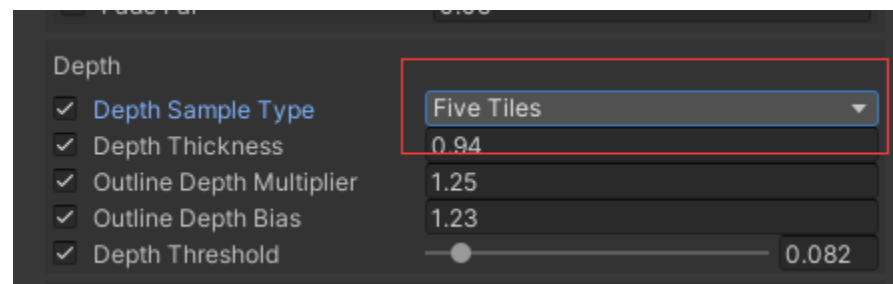 Depth
Depth Sample Type Five Tiles
Depth Thickness 0.94
Outline Depth Multiplier 1.25
Outline Depth Bias 1.23
Depth Threshold 0.082